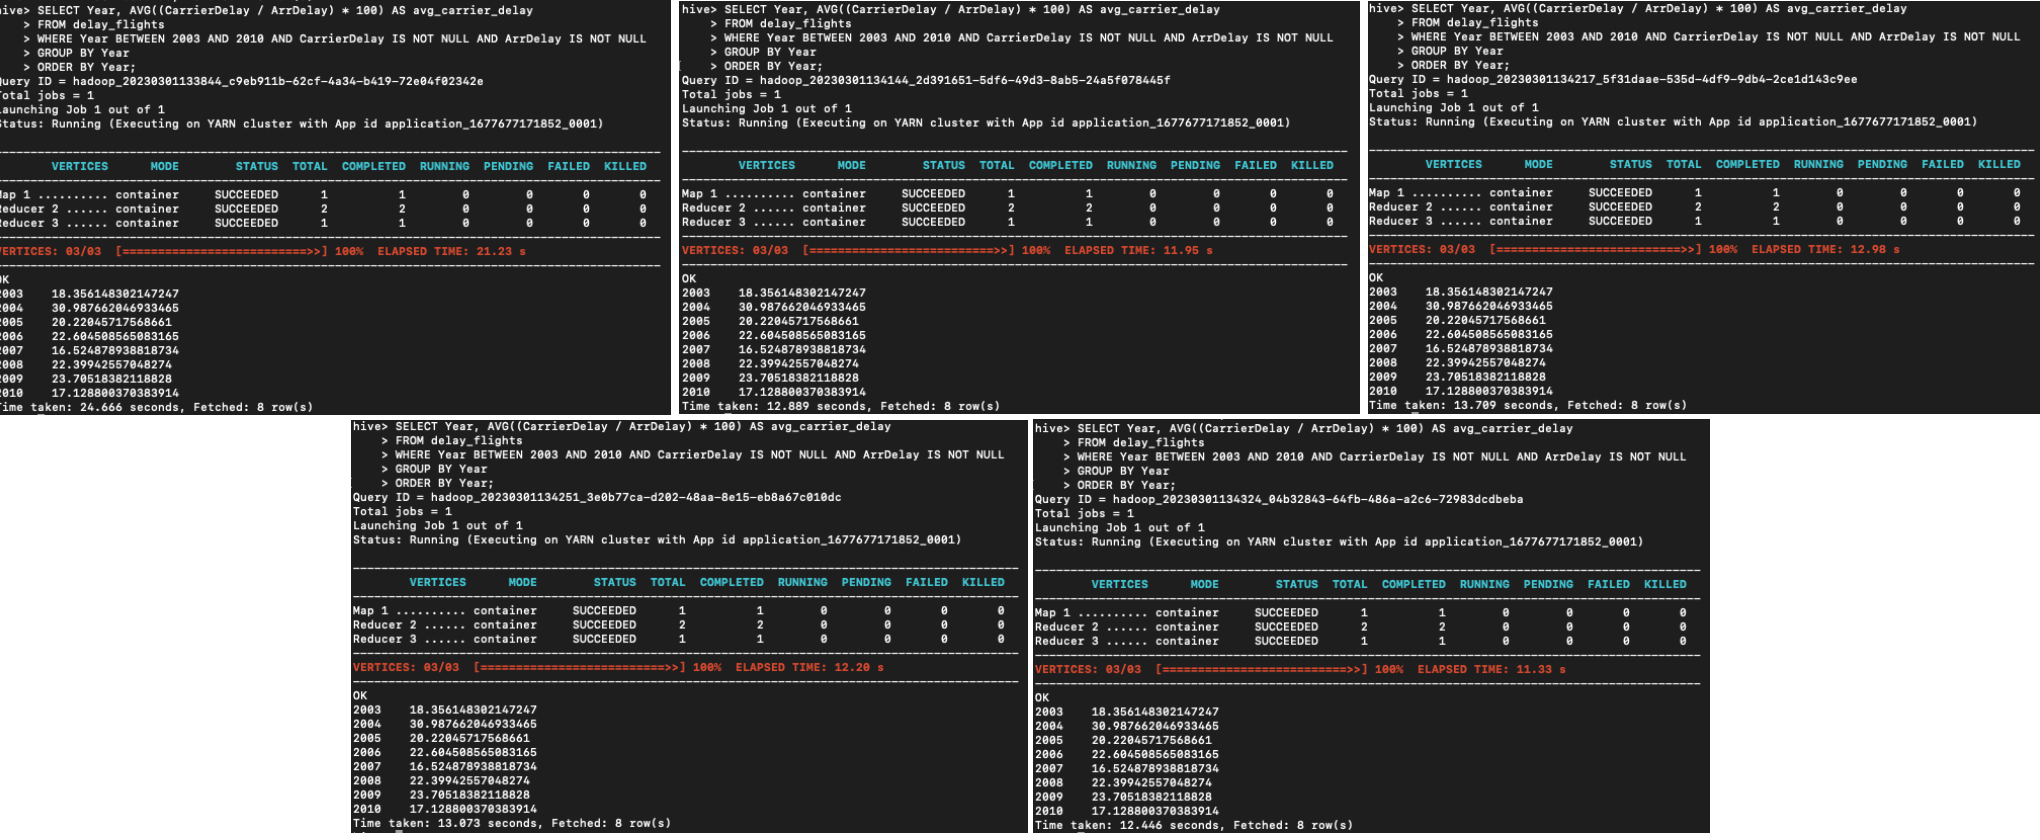 hive> SELECT Year, AVG((CarrierDelay / ArrDelay) * 100) AS avg_carrier_delay
> FROM delay_flights
> WHERE Year BETWEEN 2003 AND 2010 AND CarrierDelay IS NOT NULL AND ArrDelay IS NOT NULL
> GROUP BY Year
> ORDER BY Year;
Query ID = hadoop_20230301133844_c9eb911b-62cf-4a34-b419-72e04f02342e
Total jobs = 1
Launching Job 1 out of 1
Status: Running (Executing on YARN cluster with App id application_1677677171852_0001)
VERTICES MODE STATUS TOTAL COMPLETED RUNNING PENDING FAILED KILLED
Map 1 .......... container SUCCEEDED 1 1 0 0 0 0
Reducer 2 ...... container SUCCEEDED 2 2 0 0 0 0
Reducer 3 ...... container SUCCEEDED 1 1 0 0 0 0
VERTICES: 03/03 [==========================>>] 100% ELAPSED TIME: 21.23 s
OK
2003 18.356148302147247
2004 30.987662046933465
2005 20.22045717568661
2006 22.604508565083165
2007 16.524878938818734
2008 22.39942557048274
2009 23.70518382118828
2010 17.128800370383914
Time taken: 24.666 seconds, Fetched: 8 row(s)
hive> SELECT Year, AVG((CarrierDelay / ArrDelay) * 100) AS avg_carrier_delay
> FROM delay_flights
> WHERE Year BETWEEN 2003 AND 2010 AND CarrierDelay IS NOT NULL AND ArrDelay IS NOT NULL
> GROUP BY Year
> ORDER BY Year;
Query ID = hadoop_20230301134144_2d391651-5df6-49d3-8ab5-24a5f078445f
Total jobs = 1
Launching Job 1 out of 1
Status: Running (Executing on YARN cluster with App id application_1677677171852_0001)
VERTICES MODE STATUS TOTAL COMPLETED RUNNING PENDING FAILED KILLED
Map 1 .......... container SUCCEEDED 1 1 0 0 0 0
Reducer 2 ...... container SUCCEEDED 2 2 0 0 0 0
Reducer 3 ...... container SUCCEEDED 1 1 0 0 0 0
VERTICES: 03/03 [==========================>>] 100% ELAPSED TIME: 11.95 s
OK
2003 18.356148302147247
2004 30.987662046933465
2005 20.22045717568661
2006 22.604508565083165
2007 16.524878938818734
2008 22.39942557048274
2009 23.70518382118828
2010 17.128800370383914
Time taken: 12.889 seconds, Fetched: 8 row(s)
hive> SELECT Year, AVG((CarrierDelay / ArrDelay) * 100) AS avg_carrier_delay
> FROM delay_flights
> WHERE Year BETWEEN 2003 AND 2010 AND CarrierDelay IS NOT NULL AND ArrDelay IS NOT NULL
> GROUP BY Year
> ORDER BY Year;
Query ID = hadoop_20230301134217_5f31daae-535d-4df9-9db4-2ce1d143c9ee
Total jobs = 1
Launching Job 1 out of 1
Status: Running (Executing on YARN cluster with App id application_1677677171852_0001)
VERTICES MODE STATUS TOTAL COMPLETED RUNNING PENDING FAILED KILLED
Map 1 .......... container SUCCEEDED 1 1 0 0 0 0
Reducer 2 ...... container SUCCEEDED 2 2 0 0 0 0
Reducer 3 ...... container SUCCEEDED 1 1 0 0 0 0
VERTICES: 03/03 [==========================>>] 100% ELAPSED TIME: 12.98 s
OK
2003 18.356148302147247
2004 30.987662046933465
2005 20.22045717568661
2006 22.604508565083165
2007 16.524878938818734
2008 22.39942557048274
2009 23.70518382118828
2010 17.128800370383914
Time taken: 13.709 seconds, Fetched: 8 row(s)
hive> SELECT Year, AVG((CarrierDelay / ArrDelay) * 100) AS avg_carrier_delay
> FROM delay_flights
> WHERE Year BETWEEN 2003 AND 2010 AND CarrierDelay IS NOT NULL AND ArrDelay IS NOT NULL
> GROUP BY Year
> ORDER BY Year;
Query ID = hadoop_20230301134251_3e0b77ca-d202-48aa-8e15-eb8a67c010dc
Total jobs = 1
Launching Job 1 out of 1
Status: Running (Executing on YARN cluster with App id application_1677677171852_0001)
VERTICES MODE STATUS TOTAL COMPLETED RUNNING PENDING FAILED KILLED
Map 1 .......... container SUCCEEDED 1 1 0 0 0 0
Reducer 2 ...... container SUCCEEDED 2 2 0 0 0 0
Reducer 3 ...... container SUCCEEDED 1 1 0 0 0 0
VERTICES: 03/03 [==========================>>] 100% ELAPSED TIME: 12.20 s
OK
2003 18.356148302147247
2004 30.987662046933465
2005 20.22045717568661
2006 22.604508565083165
2007 16.524878938818734
2008 22.39942557048274
2009 23.70518382118828
2010 17.128800370383914
Time taken: 13.073 seconds, Fetched: 8 row(s)
hive> SELECT Year, AVG((CarrierDelay / ArrDelay) * 100) AS avg_carrier_delay
> FROM delay_flights
> WHERE Year BETWEEN 2003 AND 2010 AND CarrierDelay IS NOT NULL AND ArrDelay IS NOT NULL
> GROUP BY Year
> ORDER BY Year;
Query ID = hadoop_20230301134324_04b32843-64fb-486a-a2c6-72983dcdbeba
Total jobs = 1
Launching Job 1 out of 1
Status: Running (Executing on YARN cluster with App id application_1677677171852_0001)
VERTICES MODE STATUS TOTAL COMPLETED RUNNING PENDING FAILED KILLED
Map 1 .......... container SUCCEEDED 1 1 0 0 0 0
Reducer 2 ...... container SUCCEEDED 2 2 0 0 0 0
Reducer 3 ...... container SUCCEEDED 1 1 0 0 0 0
VERTICES: 03/03 [==========================>>] 100% ELAPSED TIME: 11.33 s
OK
2003 18.356148302147247
2004 30.987662046933465
2005 20.22045717568661
2006 22.604508565083165
2007 16.524878938818734
2008 22.39942557048274
2009 23.70518382118828
2010 17.128800370383914
Time taken: 12.446 seconds, Fetched: 8 row(s)